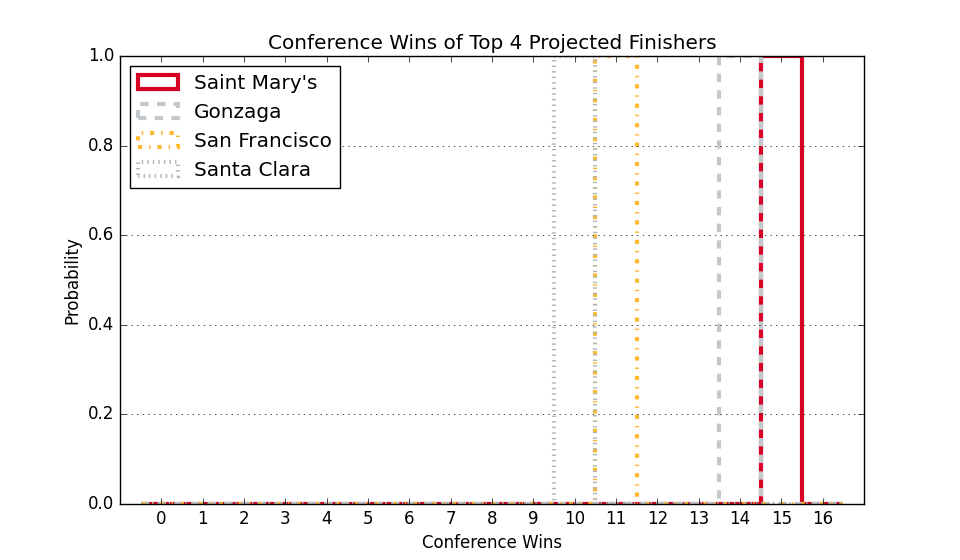 Conference Wins of Top 4 Projected Finishers
1.0
Saint Mary's
Gonzaga
San Francisco
Santa Clara
0.8
0.6
0.4
0.2
0.0
Probability
0 1 2 3 4 5 6 7 8 9 10 11 12 13 14 15 16
Conference Wins